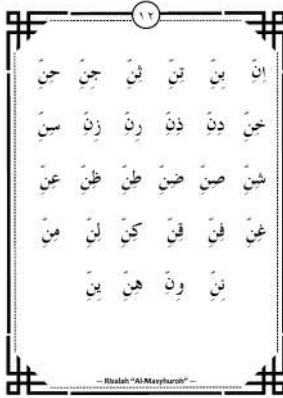 ١٢
اِنَّ بِنَّ تِنَّ ثِنَّ جِنَّ حِنَّ
خِنَّ دِنَّ ذِنَّ رِنَّ زِنَّ سِنَّ
شِنَّ صِنَّ ضِنَّ طِنَّ ظِنَّ عِنَّ
غِنَّ فِنَّ قِنَّ كِنَّ لِنَّ مِنَّ
نِنَّ وِنَّ هِنَّ يِنَّ
— Risalah "Al-Masyhuroh" —